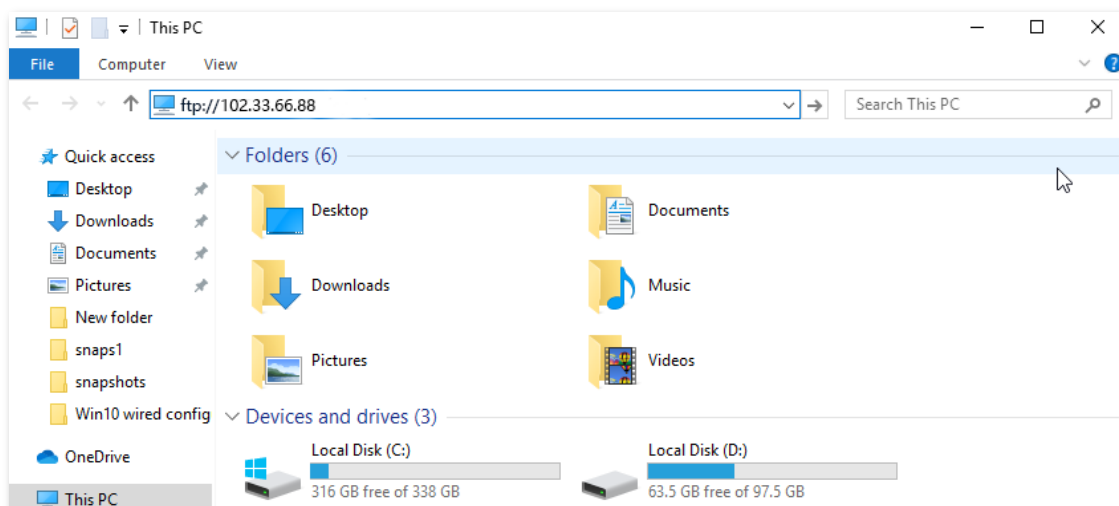 This PC
File Computer View
ftp://102.33.66.88
Search This PC
Quick access
Desktop
Downloads
Documents
Pictures
New folder
snaps1
snapshots
Win10 wired config
OneDrive
This PC
Folders (6)
Desktop
Documents
Downloads
Music
Pictures
Videos
Devices and drives (3)
Local Disk (C:)
316 GB free of 338 GB
Local Disk (D:)
63.5 GB free of 97.5 GB